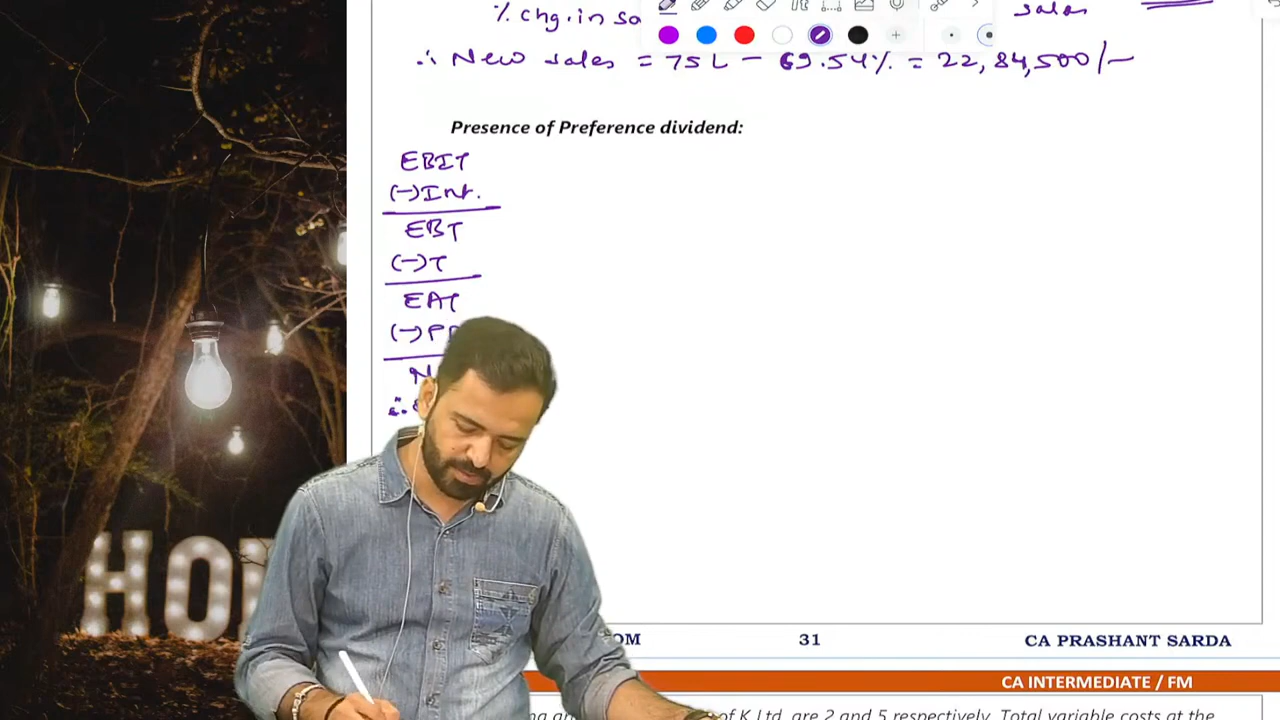 % chg. in sa
sales
∴ New sales = 75L - 69.54% = 22,84,500/-
Presence of Preference dividend:
EBIT
(-) Int.
EBT
(-) T
EAT
(-) P
N
∴
HO
OM 31 CA PRASHANT SARDA
CA INTERMEDIATE / FM
of K Ltd. are 2 and 5 respectively. Total variable costs at the